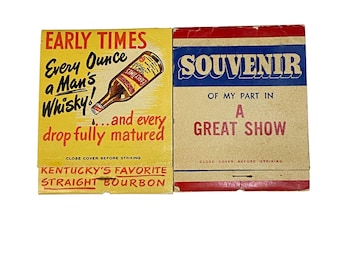 EARLY TIMES
Every Ounce
a Man's
Whisky!
...and every
drop fully matured
CLOSE COVER BEFORE STRIKING
KENTUCKY'S FAVORITE
STRAIGHT BOURBON
SOUVENIR
OF MY PART IN
A
GREAT SHOW
CLOSE COVER BEFORE STRIKING